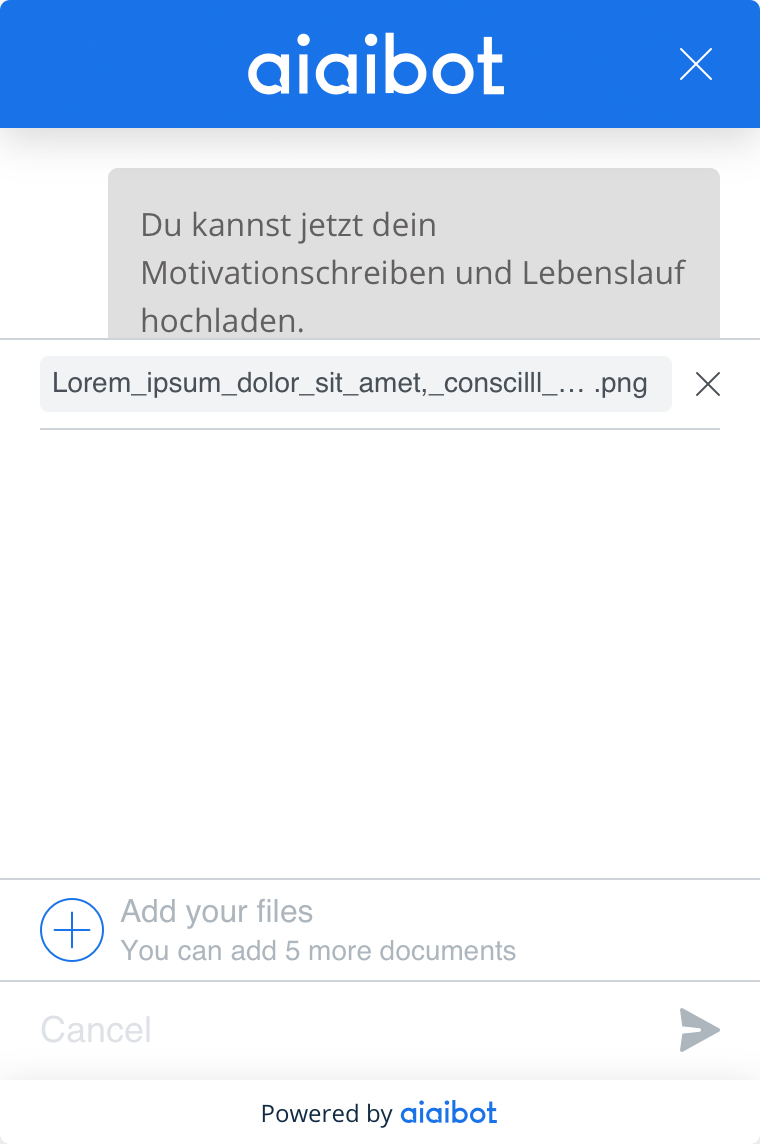 aiaibot
Du kannst jetzt dein
Motivationschreiben und Lebenslauf
hochladen.
Lorem_ipsum_dolor_sit_amet,_conscilll_… .png
Add your files
You can add 5 more documents
Cancel
Powered by aiaibot